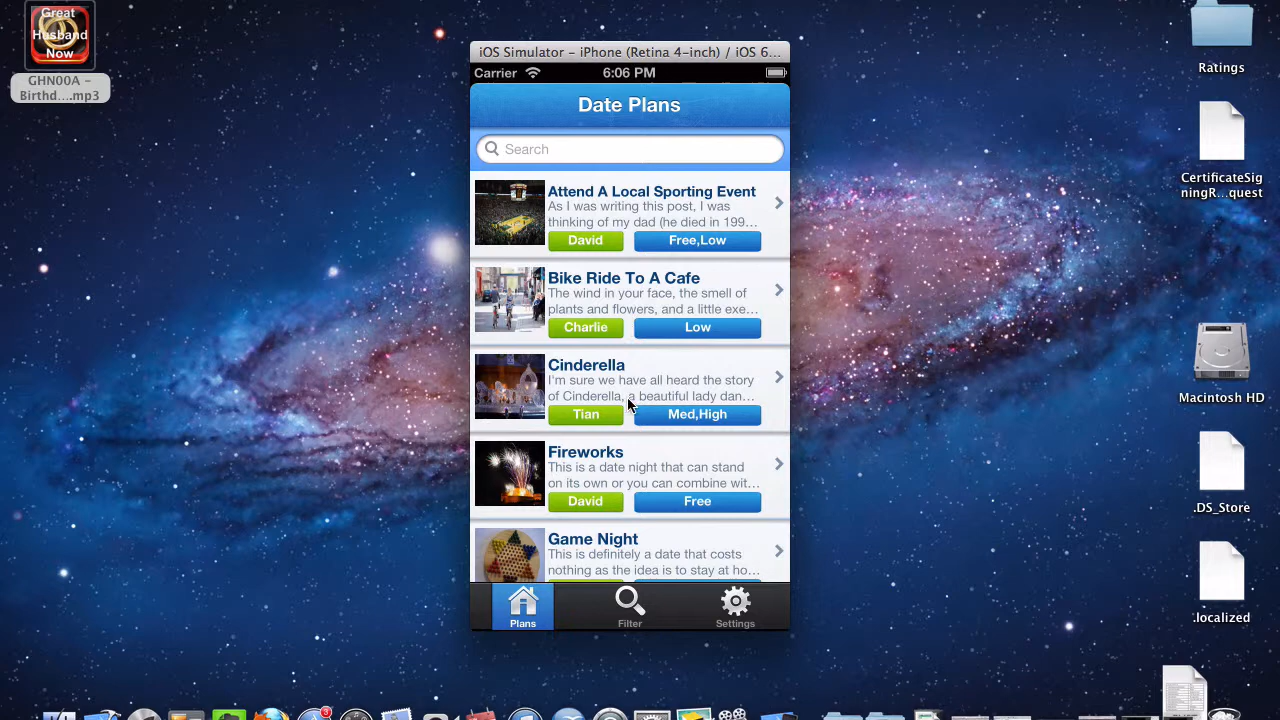 Great
Husband
Now
GHN00A –
Birthd....mp3
iOS Simulator – iPhone (Retina 4-inch) / iOS 6...
Carrier
6:06 PM
Date Plans
Search
Attend A Local Sporting Event
As I was writing this post, I was
thinking of my dad (he died in 199...
David
Free,Low
Bike Ride To A Cafe
The wind in your face, the smell of
plants and flowers, and a little exe...
Charlie
Low
Cinderella
I'm sure we have all heard the story
of Cinderella, a beautiful lady dan...
Tian
Med,High
Fireworks
This is a date night that can stand
on its own or you can combine wit...
David
Free
Game Night
This is definitely a date that costs
nothing as the idea is to stay at ho...
Plans
Filter
Settings
Ratings
CertificateSig
ningR...quest
Macintosh HD
.DS_Store
.localized
3